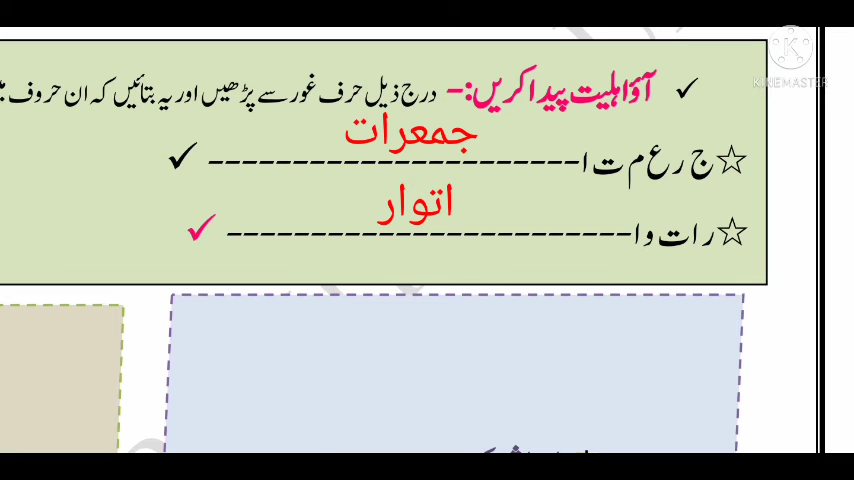 ✓ آؤ اہلیت پیدا کریں:– درج ذیل حرف غور سے پڑھیں اور یہ بتائیں کہ ان حروف
KINEMASTER
جمعرات
☆ ج ر ع م ت ا --------------------------- ✓
اتوار
☆ ر ا ت و ا ----------------------------- ✓